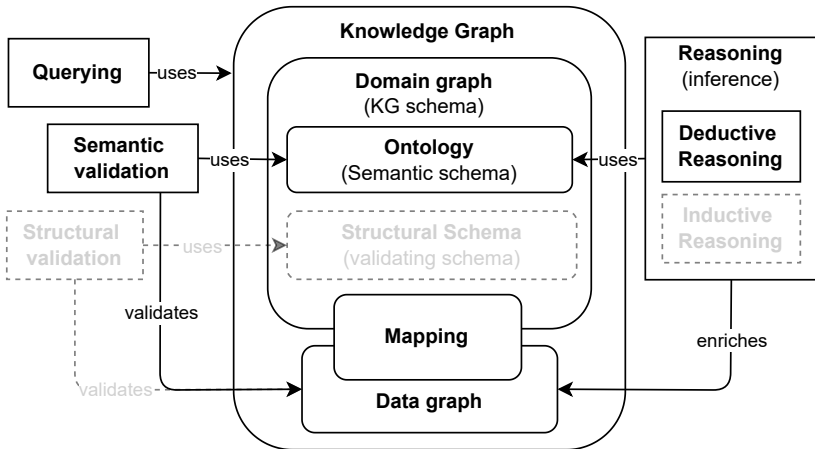 Knowledge Graph
Querying
uses
Domain graph
(KG schema)
Reasoning
(inference)
Semantic
validation
uses
Ontology
(Semantic schema)
uses
Deductive
Reasoning
Structural
validation
uses
Structural Schema
(validating schema)
Inductive
Reasoning
validates
Mapping
enriches
validates
Data graph